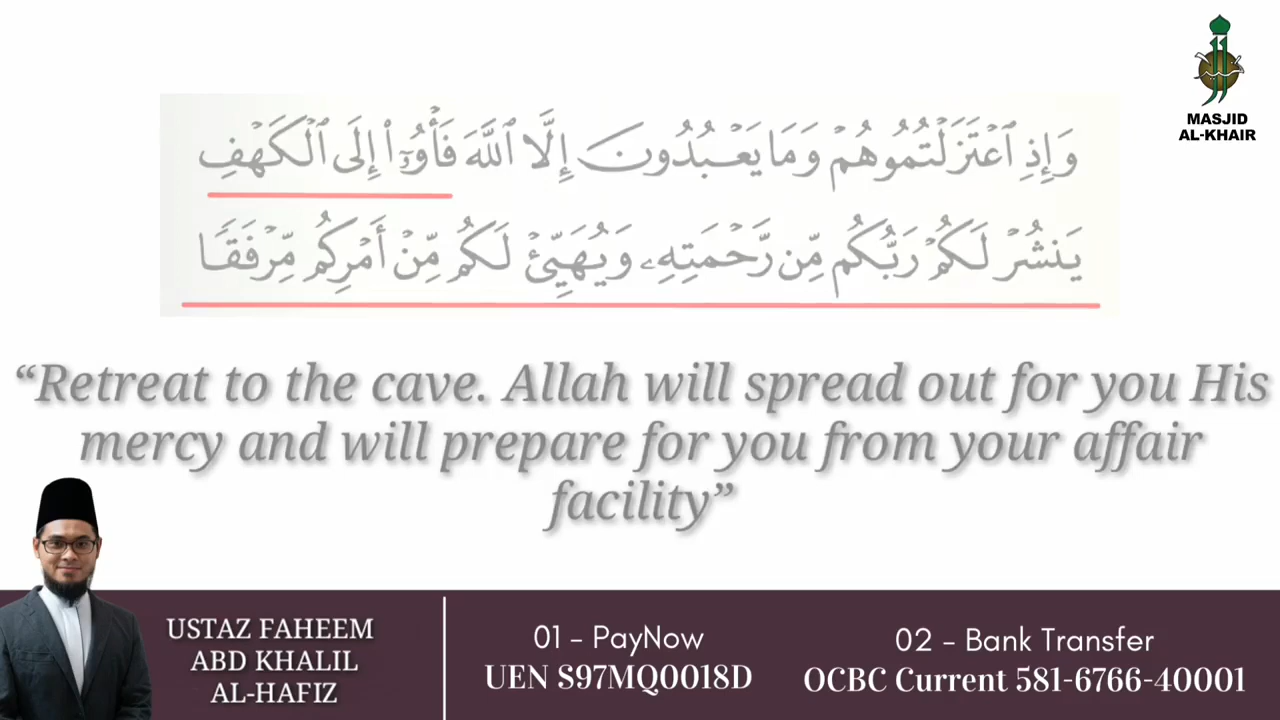 MASJID
AL-KHAIR
وَإِذِ ٱعْتَزَلْتُمُوهُمْ وَمَا يَعْبُدُونَ إِلَّا ٱللَّهَ فَأْوُۥٓا۟ إِلَى ٱلْكَهْفِ
يَنشُرْ لَكُمْ رَبُّكُم مِّن رَّحْمَتِهِۦ وَيُهَيِّئْ لَكُم مِّنْ أَمْرِكُم مِّرْفَقًا
“Retreat to the cave. Allah will spread out for you His
mercy and will prepare for you from your affair
facility”
USTAZ FAHEEM
ABD KHALIL
AL-HAFIZ
01 – PayNow
UEN S97MQ0018D
02 – Bank Transfer
OCBC Current 581-6766-40001